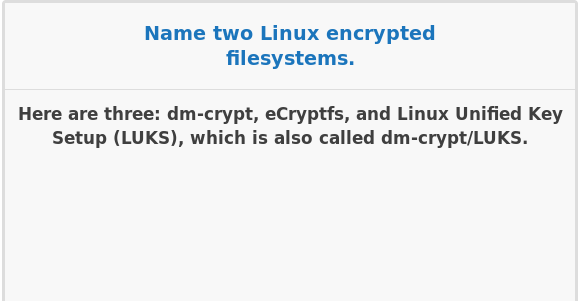 Name two Linux encrypted
filesystems.
Here are three: dm-crypt, eCryptfs, and Linux Unified Key
Setup (LUKS), which is also called dm-crypt/LUKS.